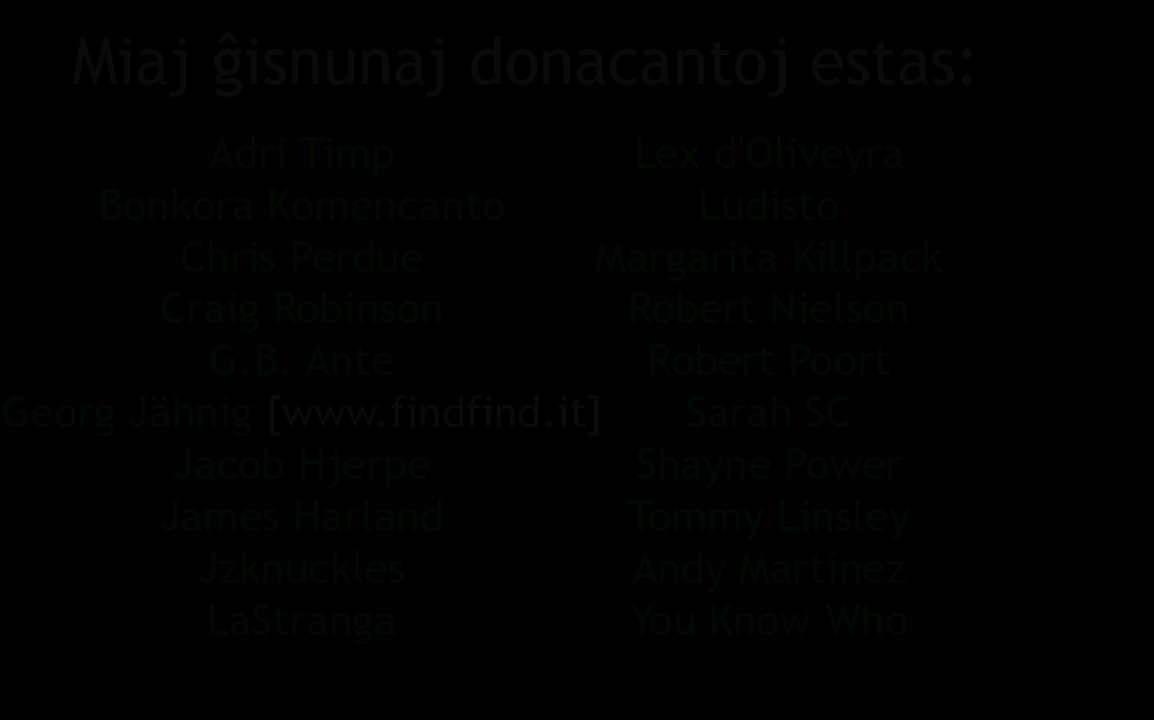 Miaj ĝisnunaj donacantoj estas:
Adri Timp
Bonkora Komencanto
Chris Perdue
Craig Robinson
G.B. Ante
Georg Jähnig [www.findfind.it]
Jacob Hjerpe
James Harland
Jzknuckles
LaStranga
Lex d'Oliveyra
Ludisto
Margarita Killpack
Robert Nielson
Robert Poort
Sarah SC
Shayne Power
Tommy Linsley
Andy Martinez
You Know Who